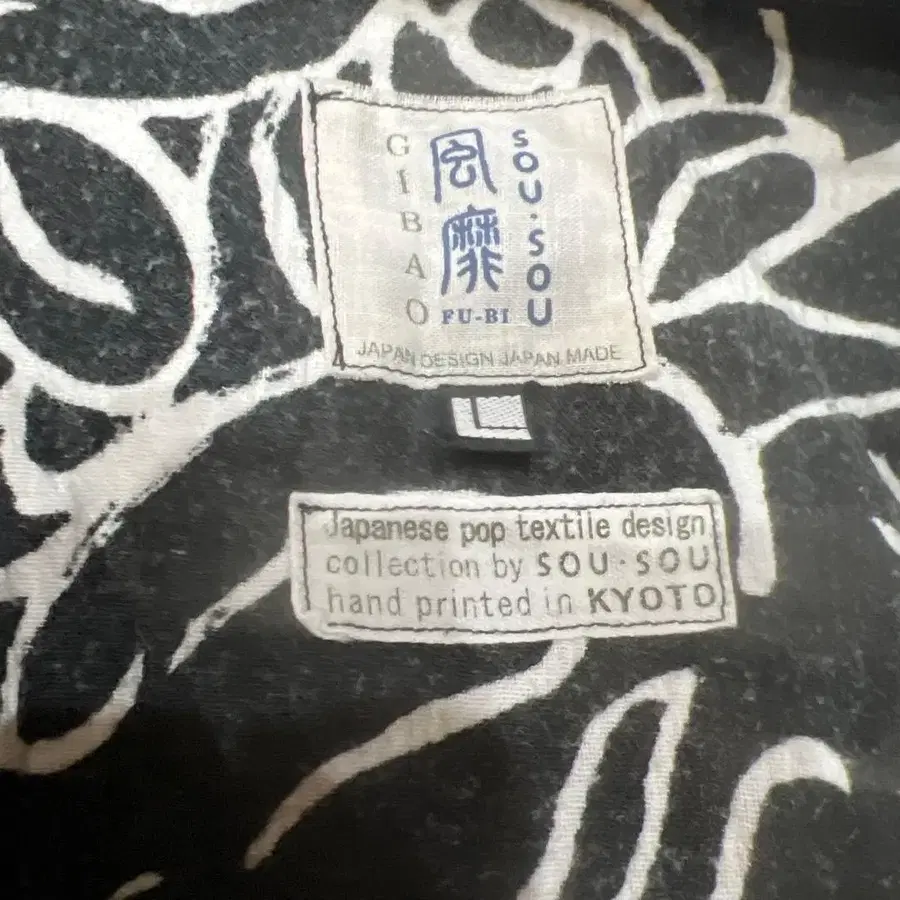 GIBAO
風靡
FU-BI
SOU・SOU
JAPAN DESIGN JAPAN MADE
L
Japanese pop textile design
collection by SOU・SOU
hand printed in KYOTO